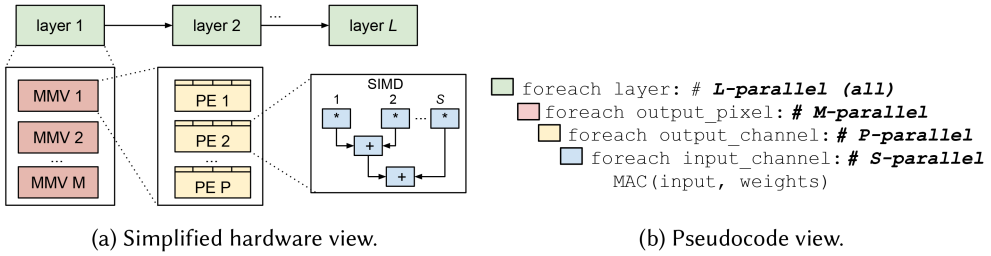 layer 1
layer 2
...
layer L
MMV 1
MMV 2
...
MMV M
PE 1
PE 2
...
PE P
SIMD
1 2 S
* * ... *
+
+
(a) Simplified hardware view.
foreach layer: # L-parallel (all)
foreach output_pixel: # M-parallel
foreach output_channel: # P-parallel
foreach input_channel: # S-parallel
MAC(input, weights)
(b) Pseudocode view.